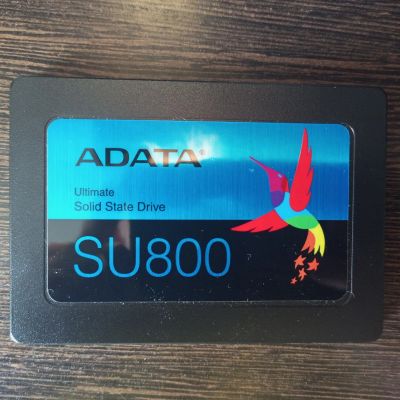 ADATA®
Ultimate
Solid State Drive
SU800